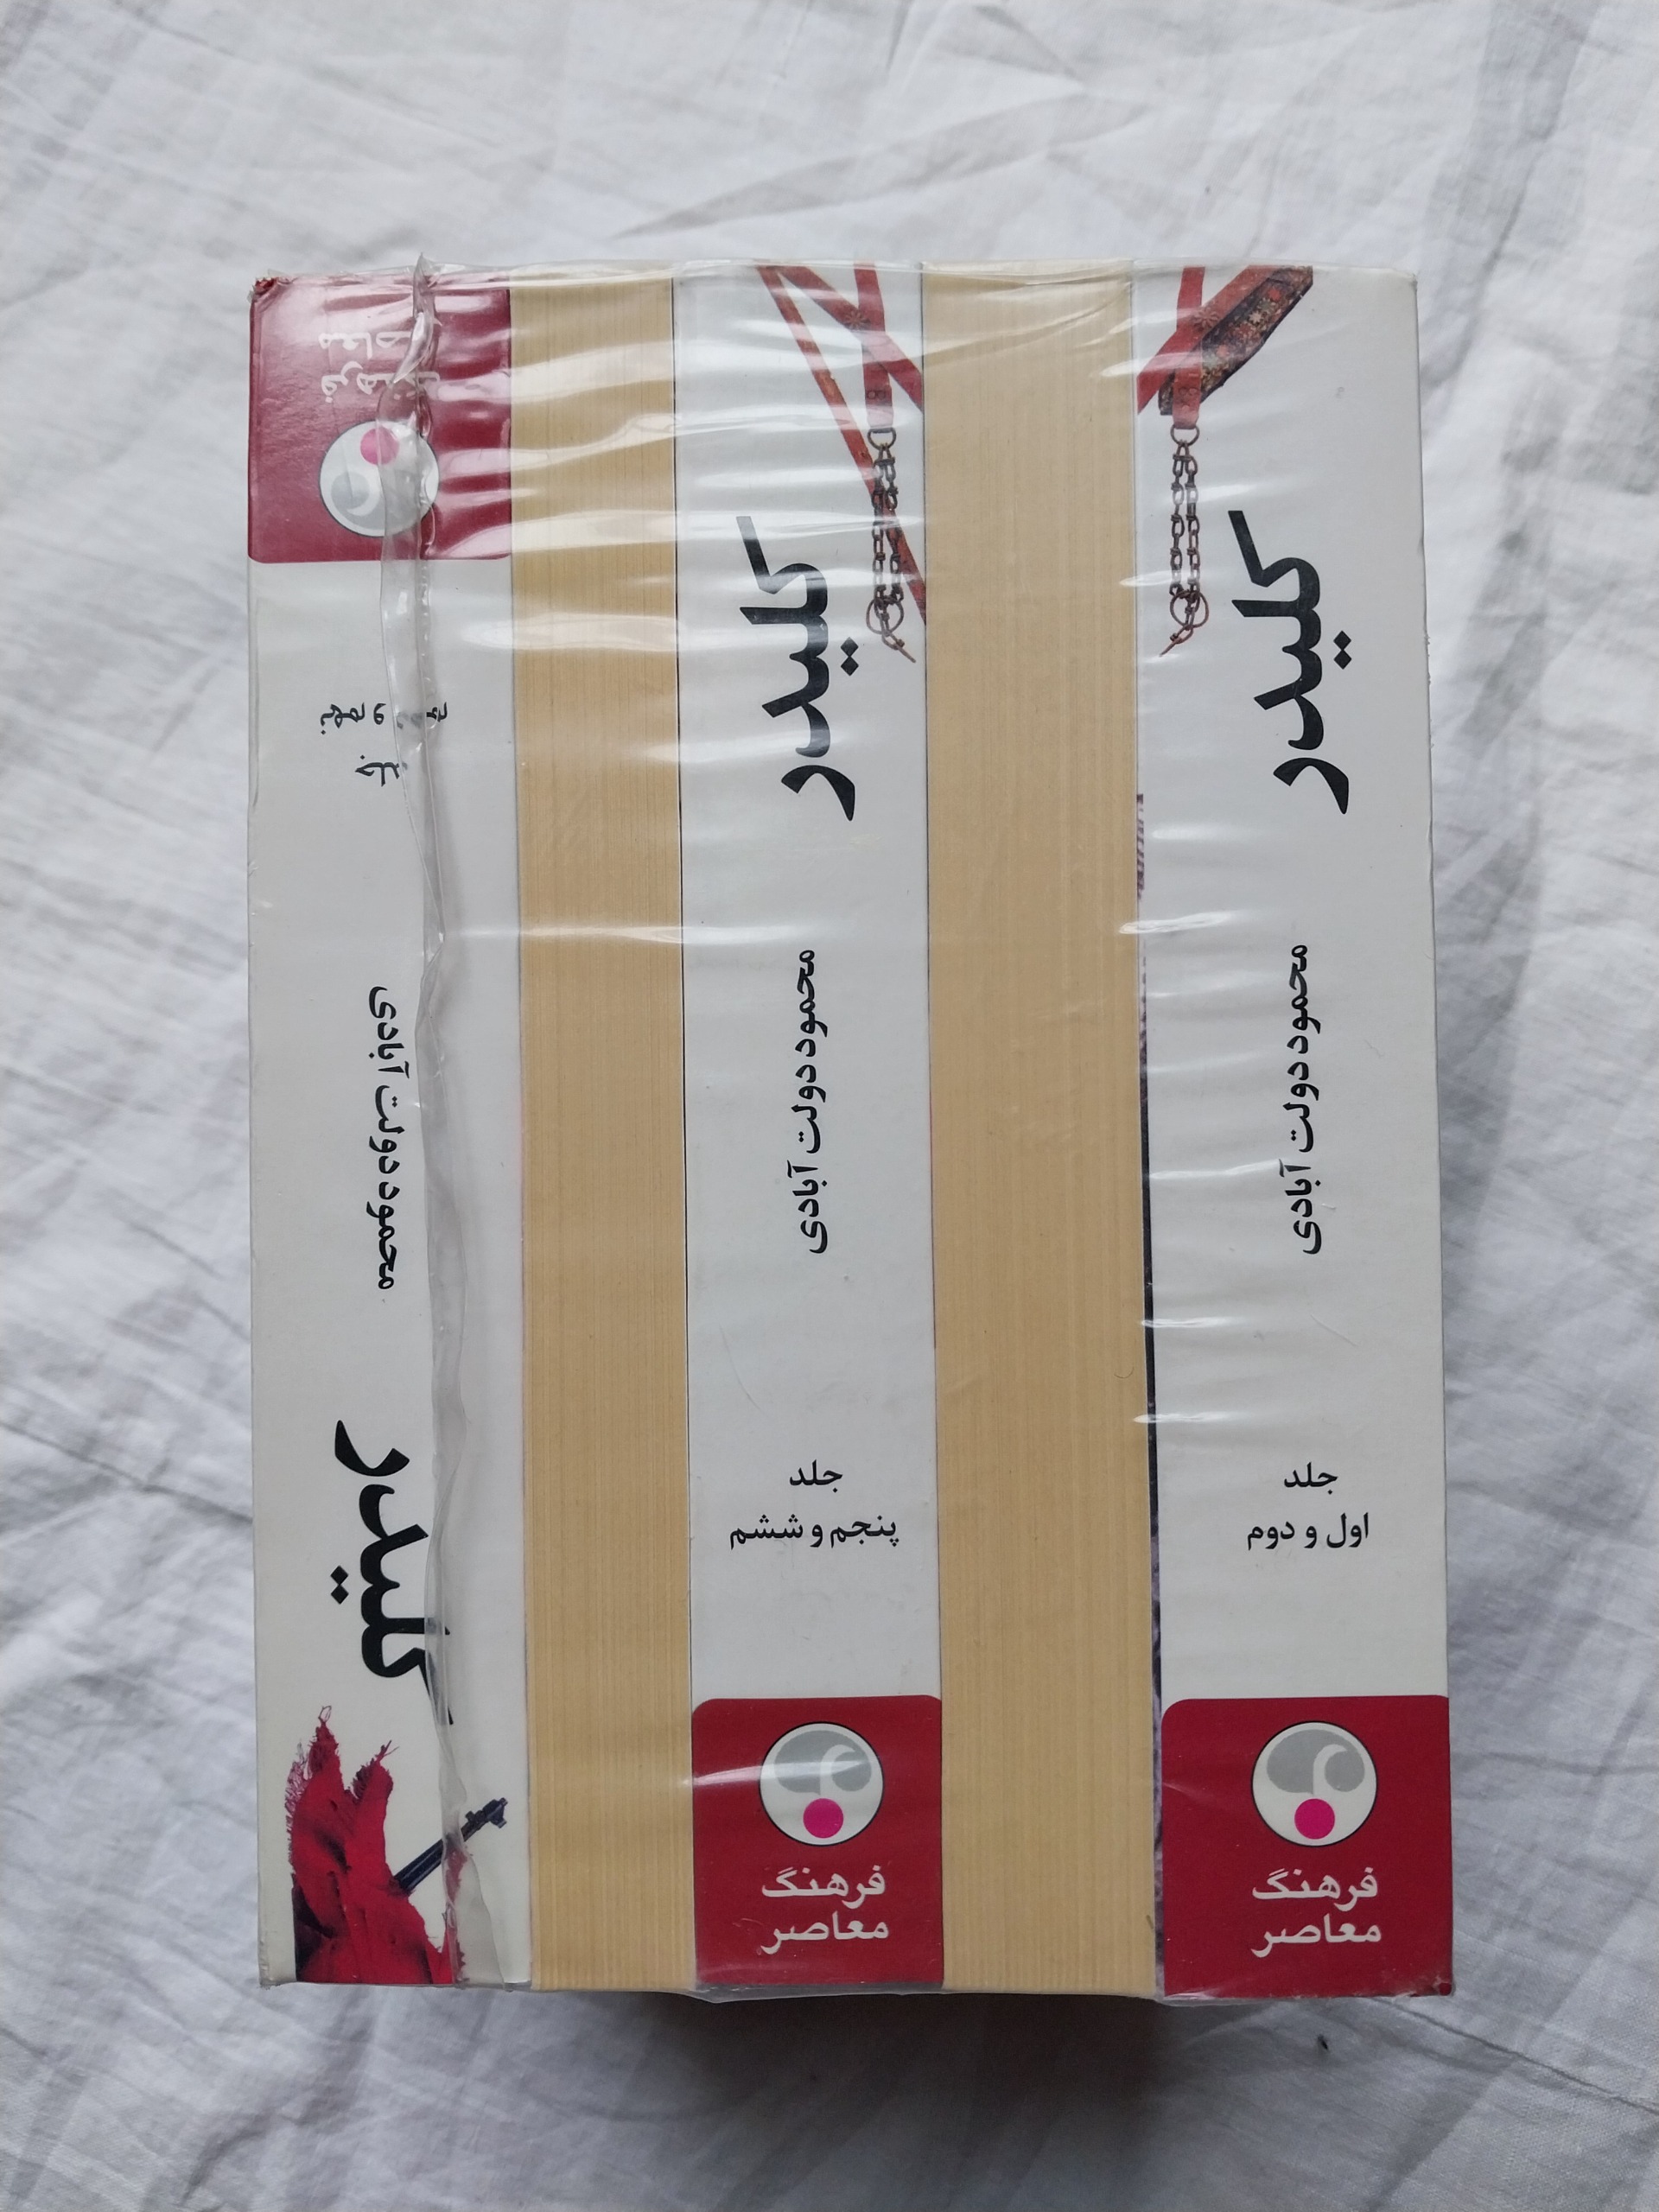 کلیدر
محمود دولت آبادی
جلد
اول و دوم
فرهنگ
معاصر
کلیدر
محمود دولت آبادی
جلد
پنجم و ششم
فرهنگ
معاصر
کلیدر
محمود دولت آبادی